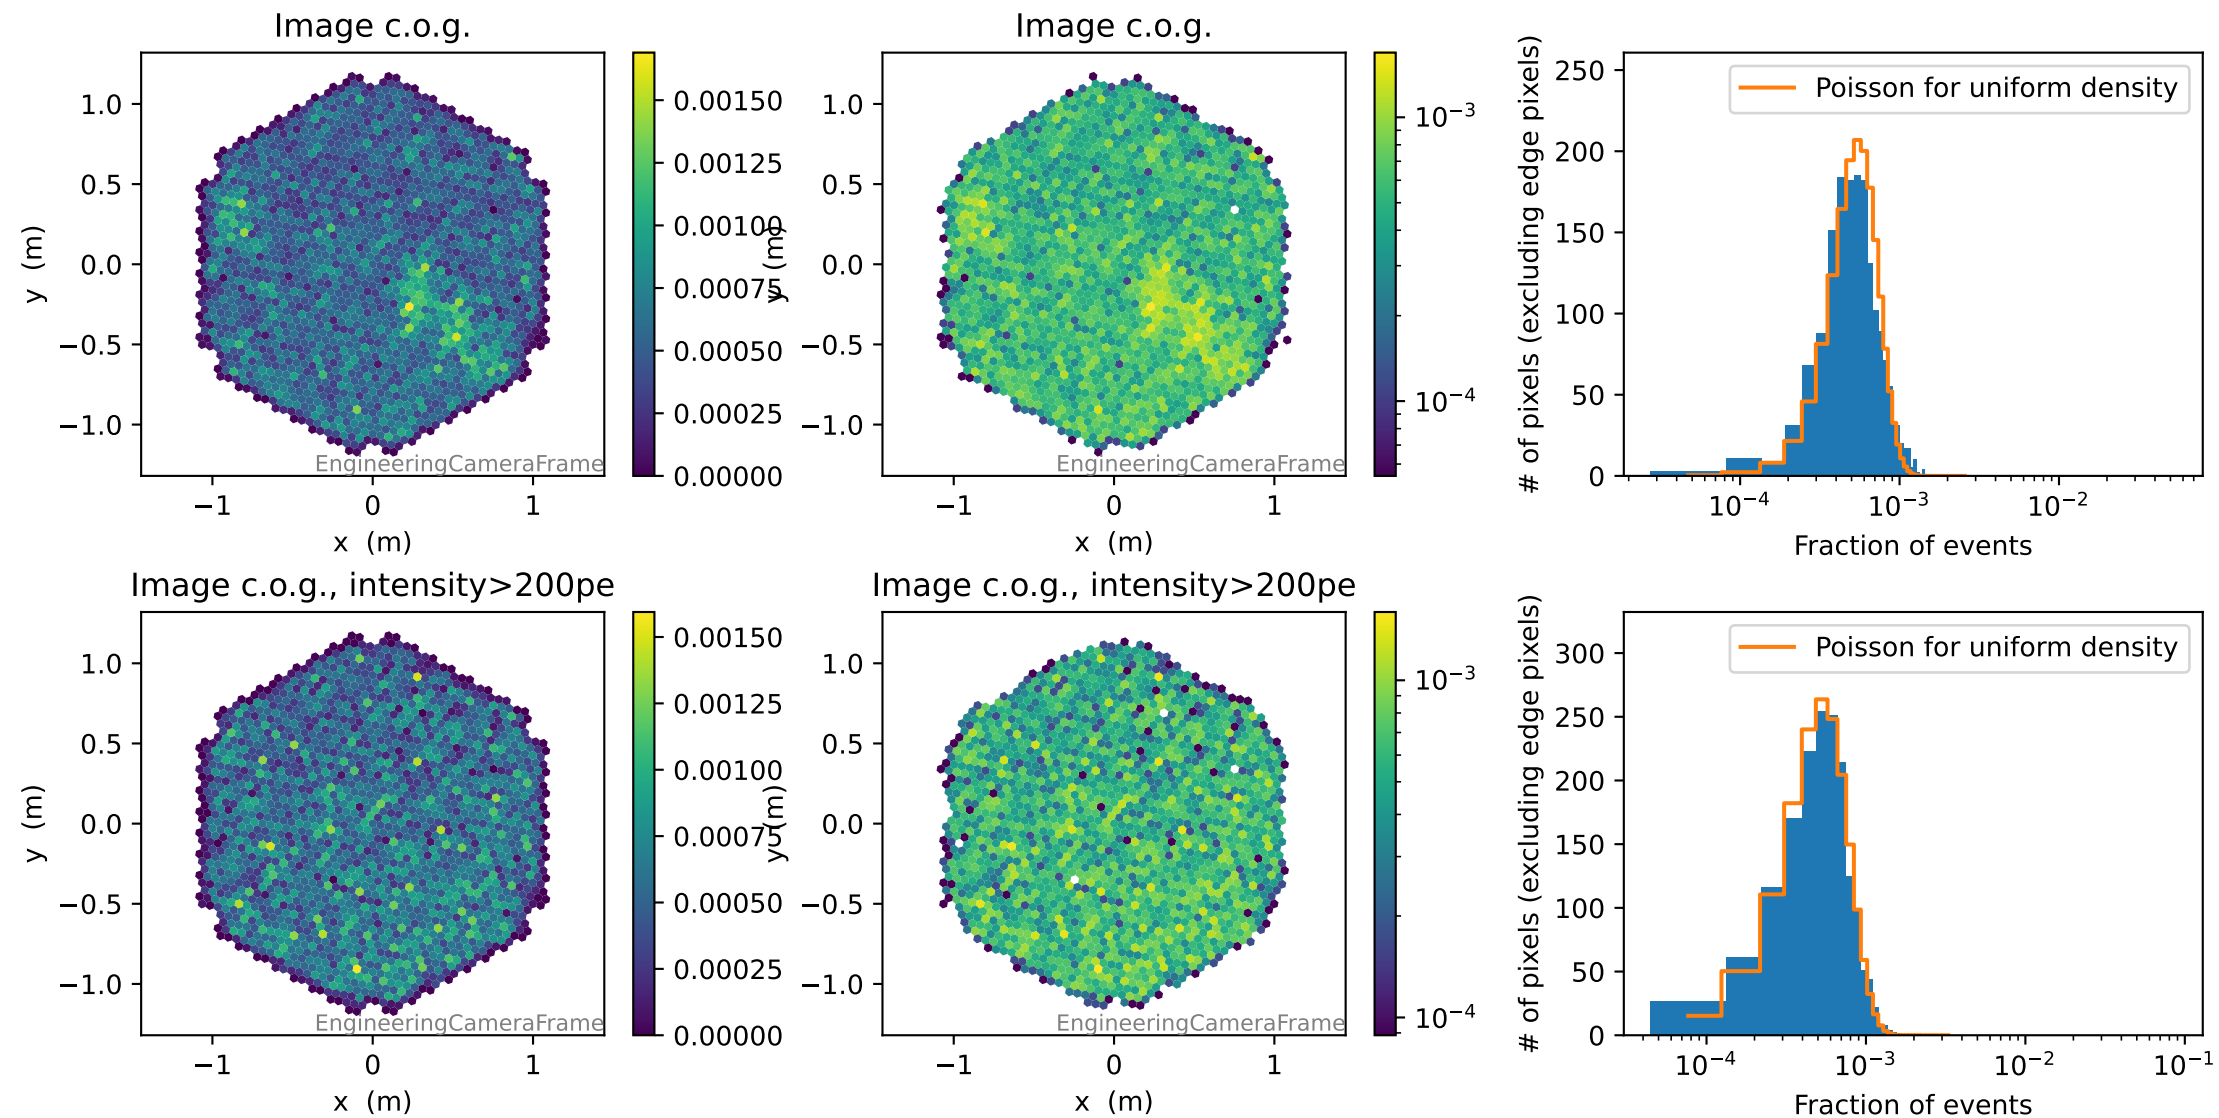 Image c.o.g.
1.0
0.5
0.0
−0.5
−1.0
y (m)
−1 0 1
x (m)
EngineeringCameraFrame
0.00150
0.00125
0.00100
0.00075
0.00050
0.00025
0.00000
Image c.o.g.
1.0
0.5
0.0
−0.5
−1.0
y (m)
−1 0 1
x (m)
EngineeringCameraFrame
10⁻³
10⁻⁴
# of pixels (excluding edge pixels)
250
200
150
100
50
0
Poisson for uniform density
10⁻⁴ 10⁻³ 10⁻²
Fraction of events
Image c.o.g., intensity>200pe
1.0
0.5
0.0
−0.5
−1.0
y (m)
−1 0 1
x (m)
EngineeringCameraFrame
0.00150
0.00125
0.00100
0.00075
0.00050
0.00025
0.00000
Image c.o.g., intensity>200pe
1.0
0.5
0.0
−0.5
−1.0
y (m)
−1 0 1
x (m)
EngineeringCameraFrame
10⁻³
10⁻⁴
# of pixels (excluding edge pixels)
300
250
200
150
100
50
0
Poisson for uniform density
10⁻⁴ 10⁻³ 10⁻² 10⁻¹
Fraction of events